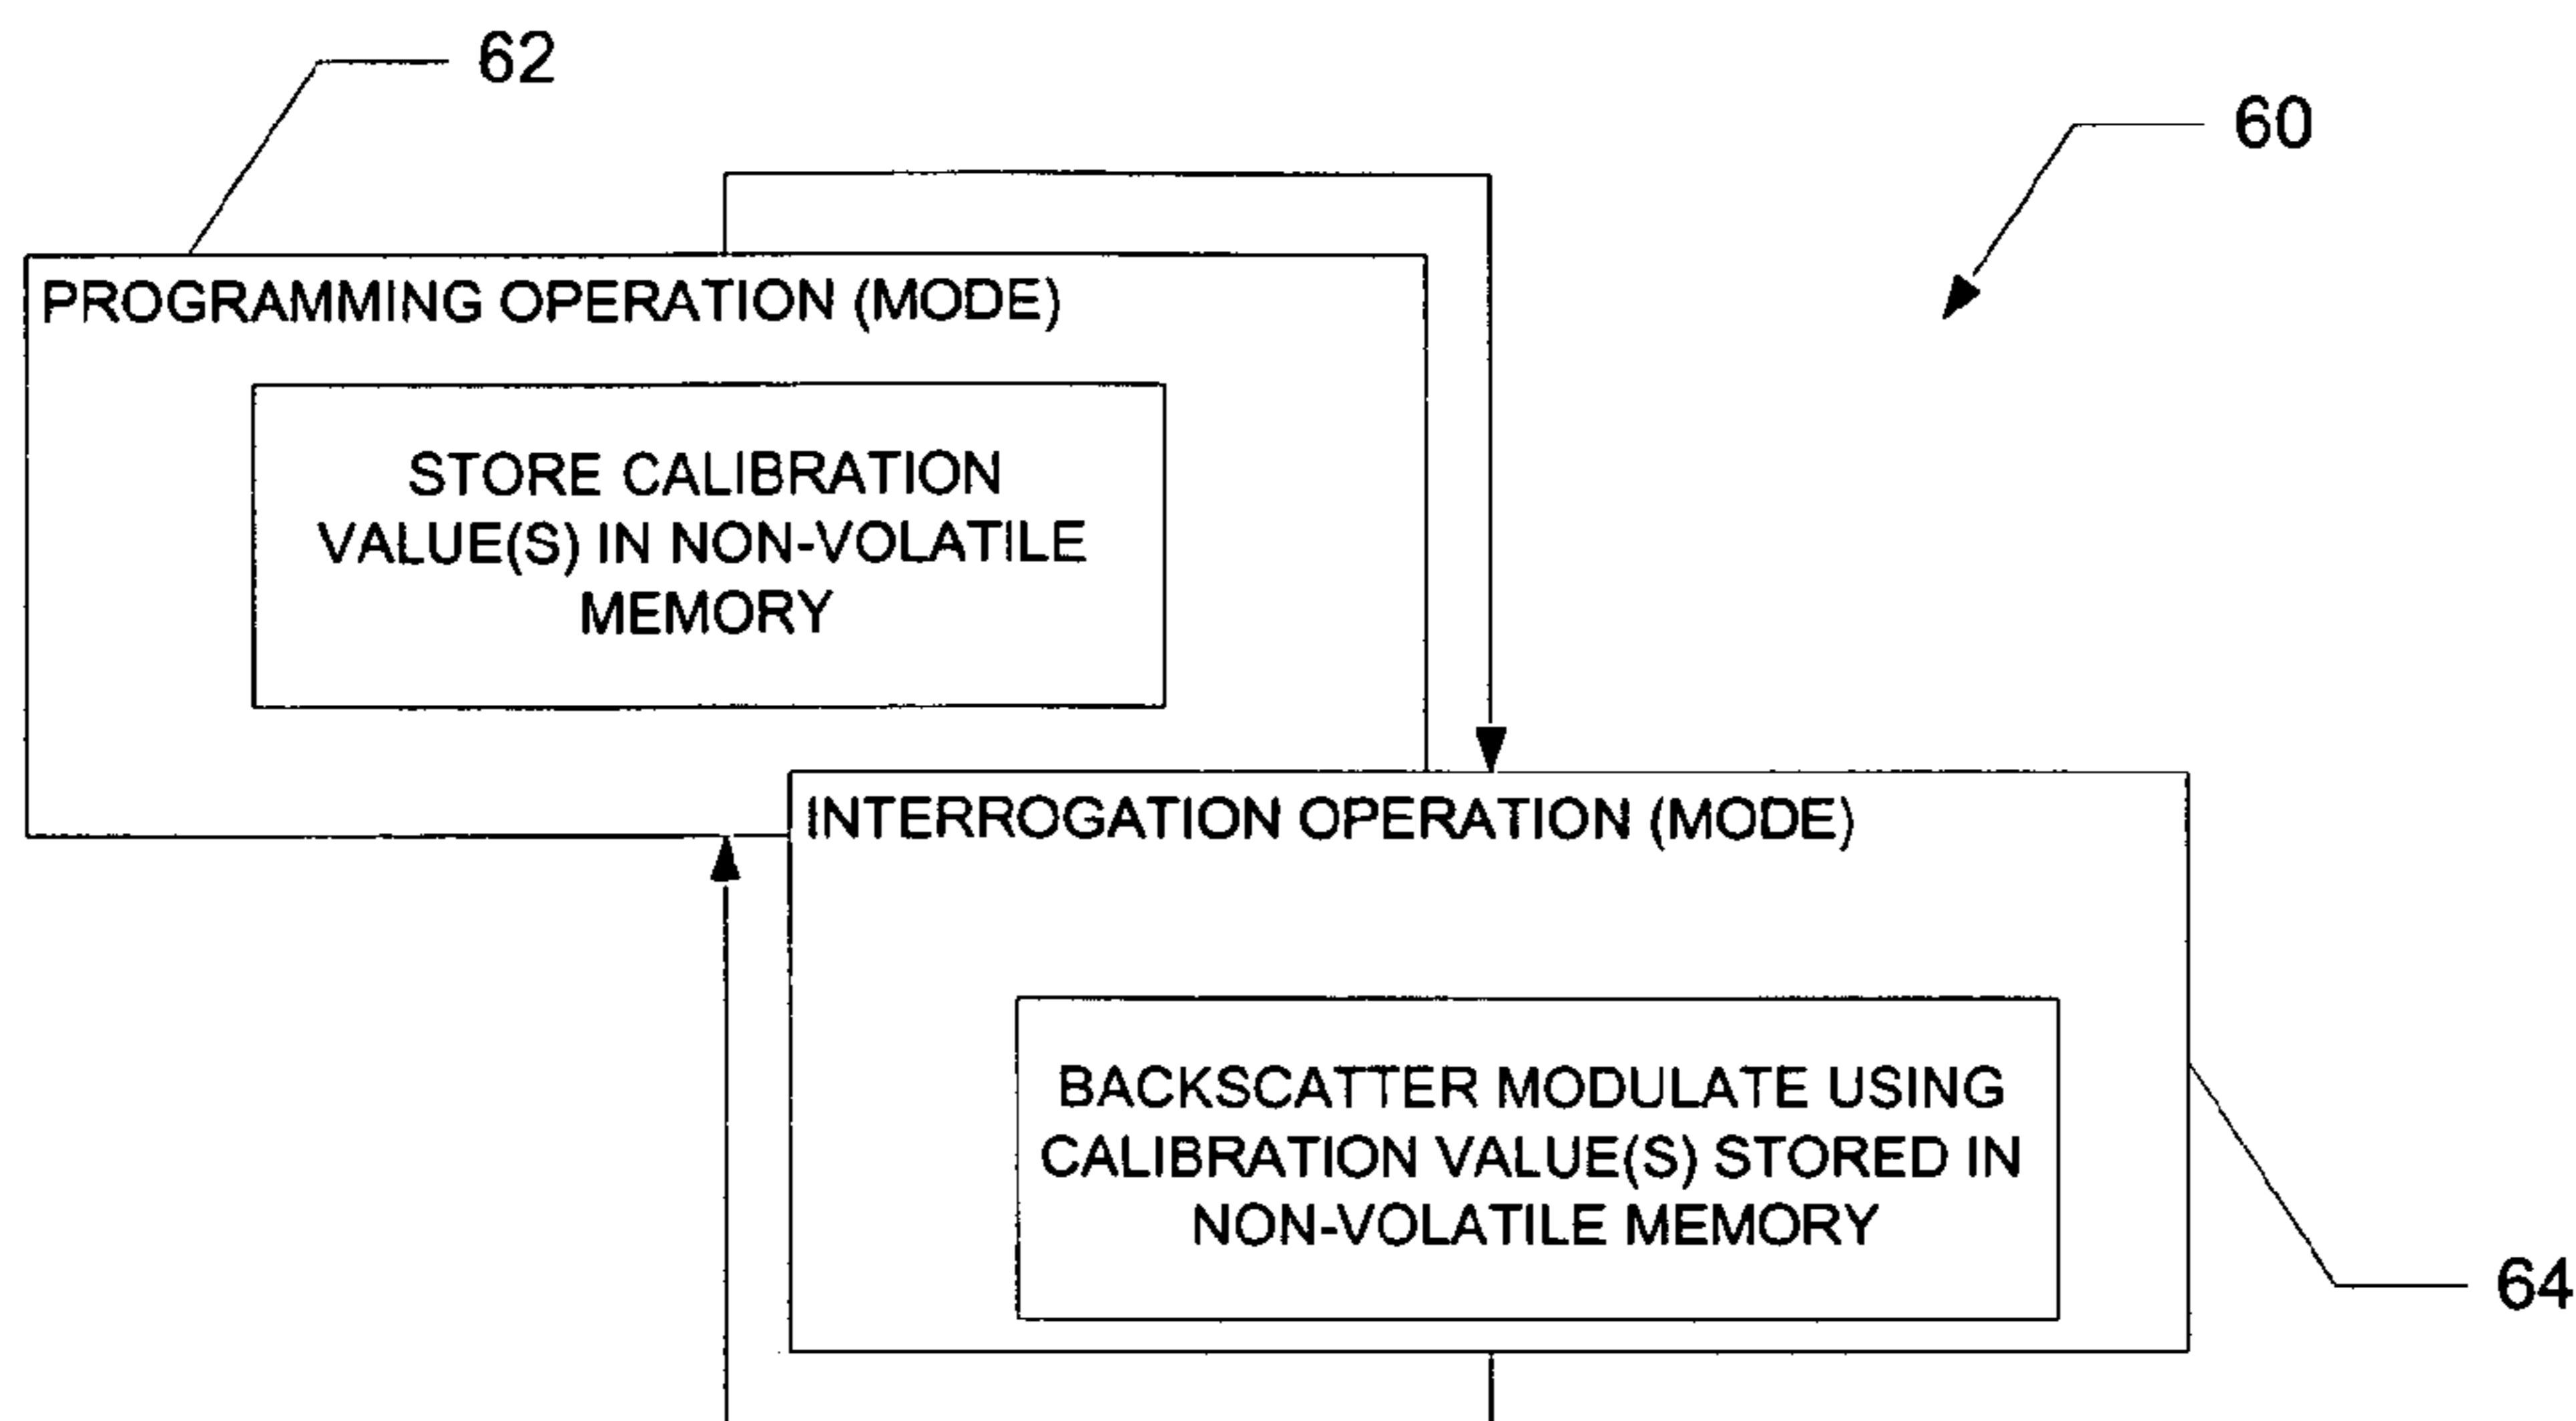 62
60
PROGRAMMING OPERATION (MODE)
STORE CALIBRATION
VALUE(S) IN NON-VOLATILE
MEMORY
INTERROGATION OPERATION (MODE)
BACKSCATTER MODULATE USING
CALIBRATION VALUE(S) STORED IN
NON-VOLATILE MEMORY
64